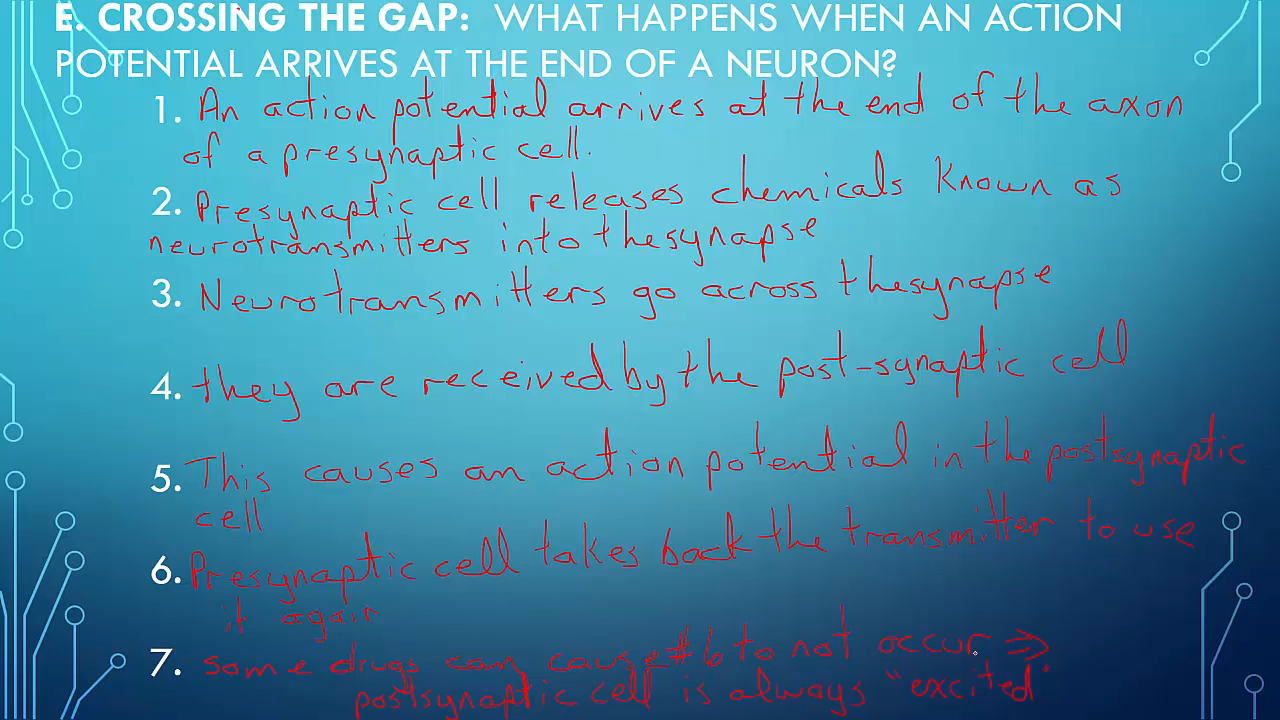 E. CROSSING THE GAP: WHAT HAPPENS WHEN AN ACTION
POTENTIAL ARRIVES AT THE END OF A NEURON?
1. An action potential arrives at the end of the axon
of a presynaptic cell.
2. Presynaptic cell releases chemicals known as
neurotransmitters into the synapse
3. Neurotransmitters go across the synapse
4. they are received by the post-synaptic cell
5. This causes an action potential in the postsynaptic
cell
6. Presynaptic cell takes back the transmitter to use
it again
7. some drugs can cause #6 to not occur ⇒
postsynaptic cell is always "excited"